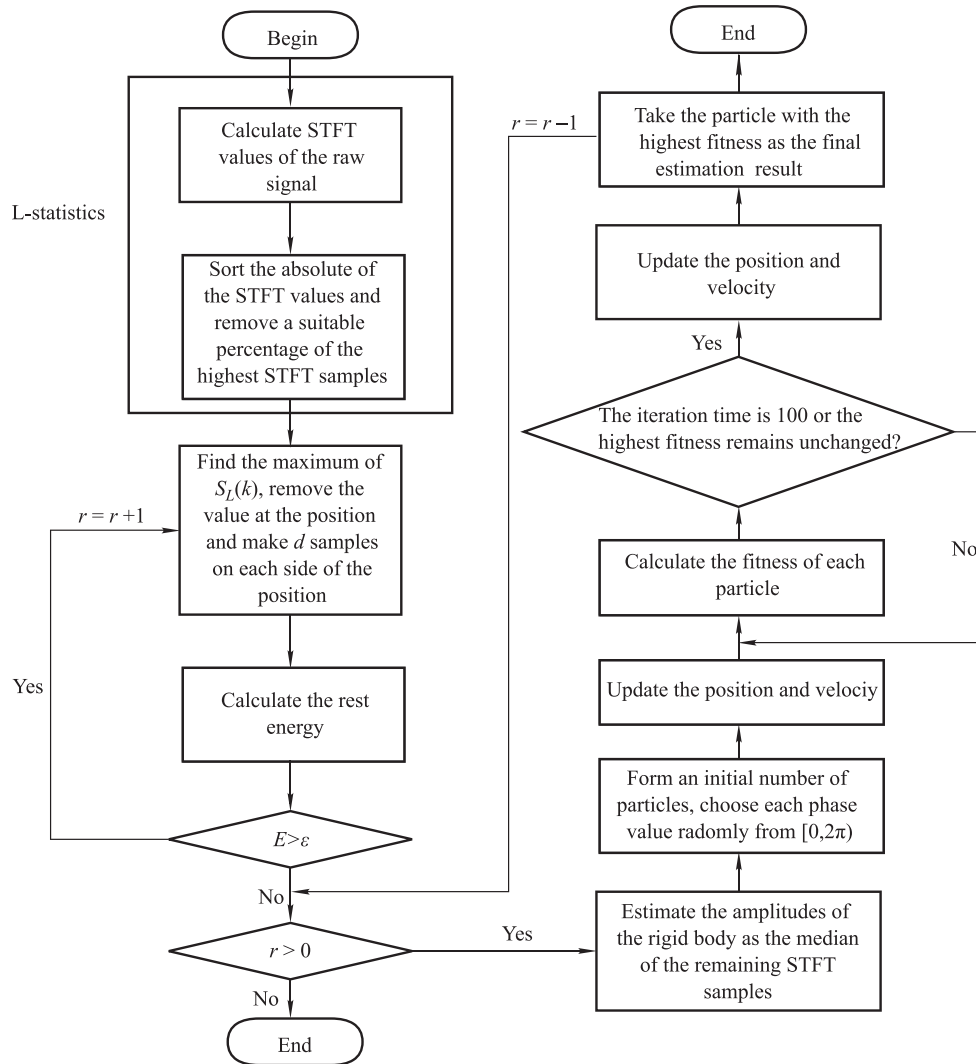 Begin
Calculate STFT
values of the raw
signal
L-statistics
Sort the absolute of
the STFT values and
remove a suitable
percentage of the
highest STFT samples
Find the maximum of
S_L(k), remove the
value at the position
and make d samples
on each side of the
position
r = r +1
Yes
Calculate the rest
energy
E>ε
No
r > 0
Yes
No
End
End
Take the particle with the
highest fitness as the final
estimation result
r = r −1
Update the position and
velocity
Yes
The iteration time is 100 or the
highest fitness remains unchanged?
No
Calculate the fitness of each
particle
Update the position and velociy
Form an initial number of
particles, choose each phase
value radomly from [0,2π)
Estimate the amplitudes of
the rigid body as the median
of the remaining STFT
samples